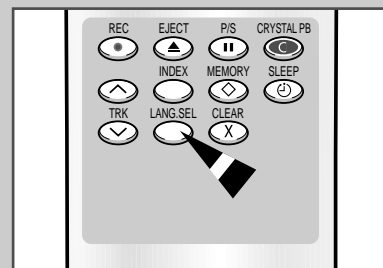 REC EJECT P/S CRYSTAL PB
C
INDEX MEMORY SLEEP
TRK LANG.SEL CLEAR
X